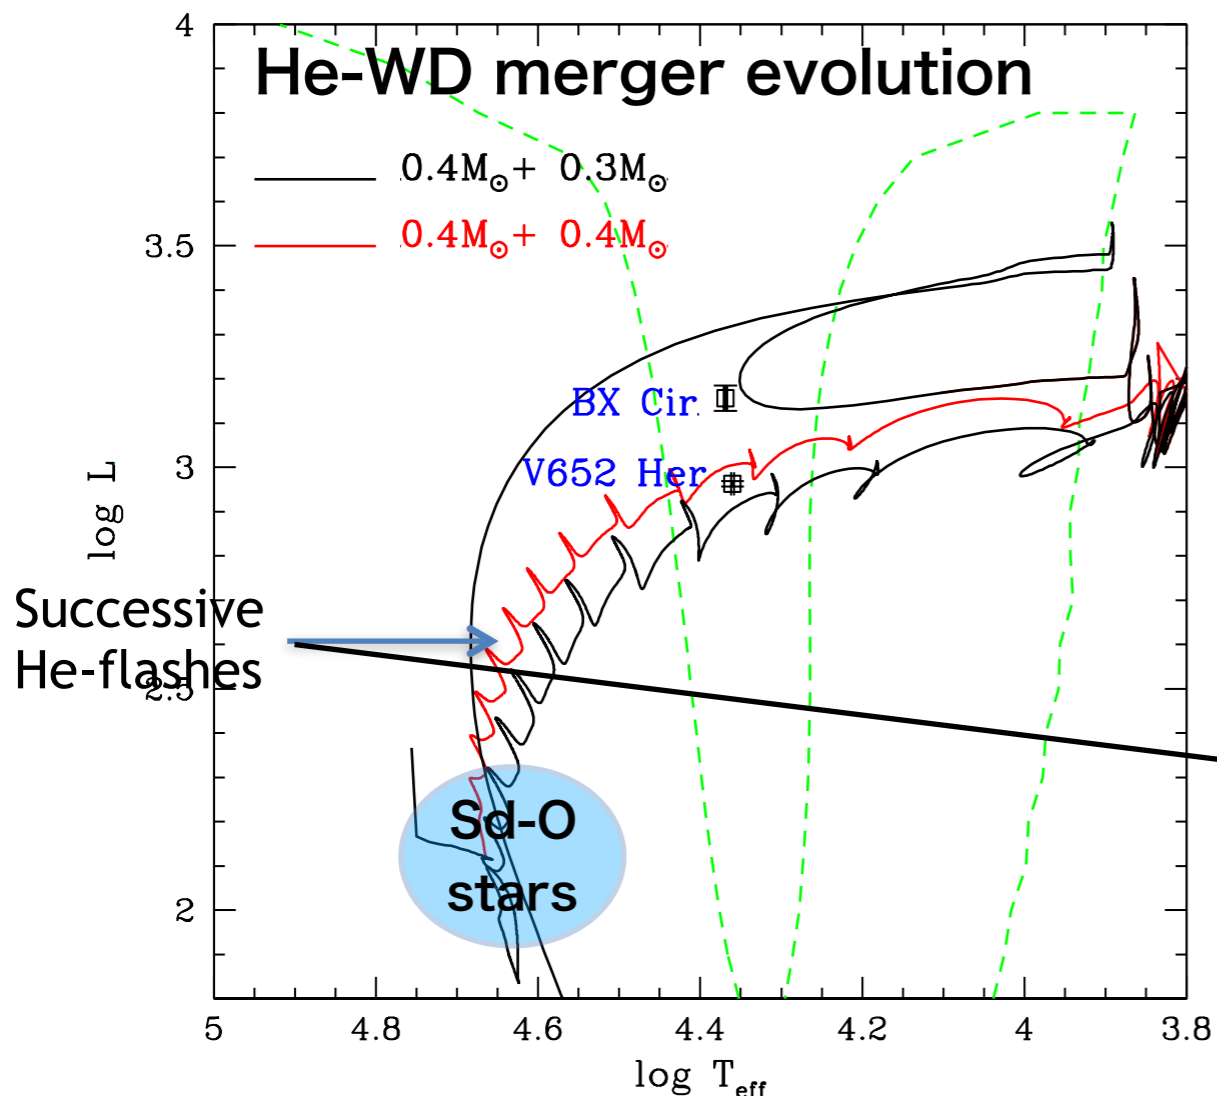 He-WD merger evolution
0.4M☉+ 0.3M☉
0.4M☉+ 0.4M☉
BX Cir.
V652 Her
Successive
He-flashes
Sd-O
stars
4
3.5
3
2.5
2
log L
5 4.8 4.6 4.4 4.2 4 3.8
log Teff